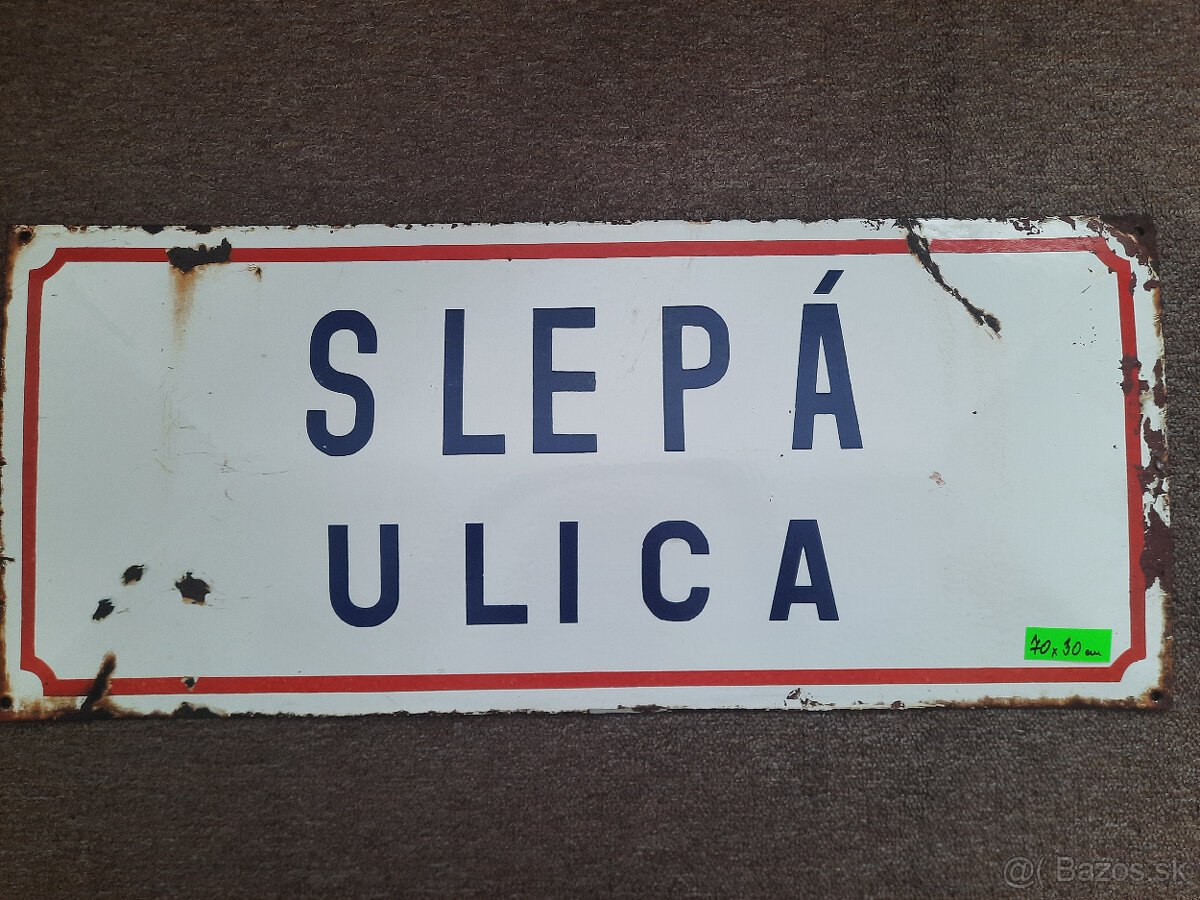 SLEPÁ
ULICA
70x30 cm
@( Bazos.sk